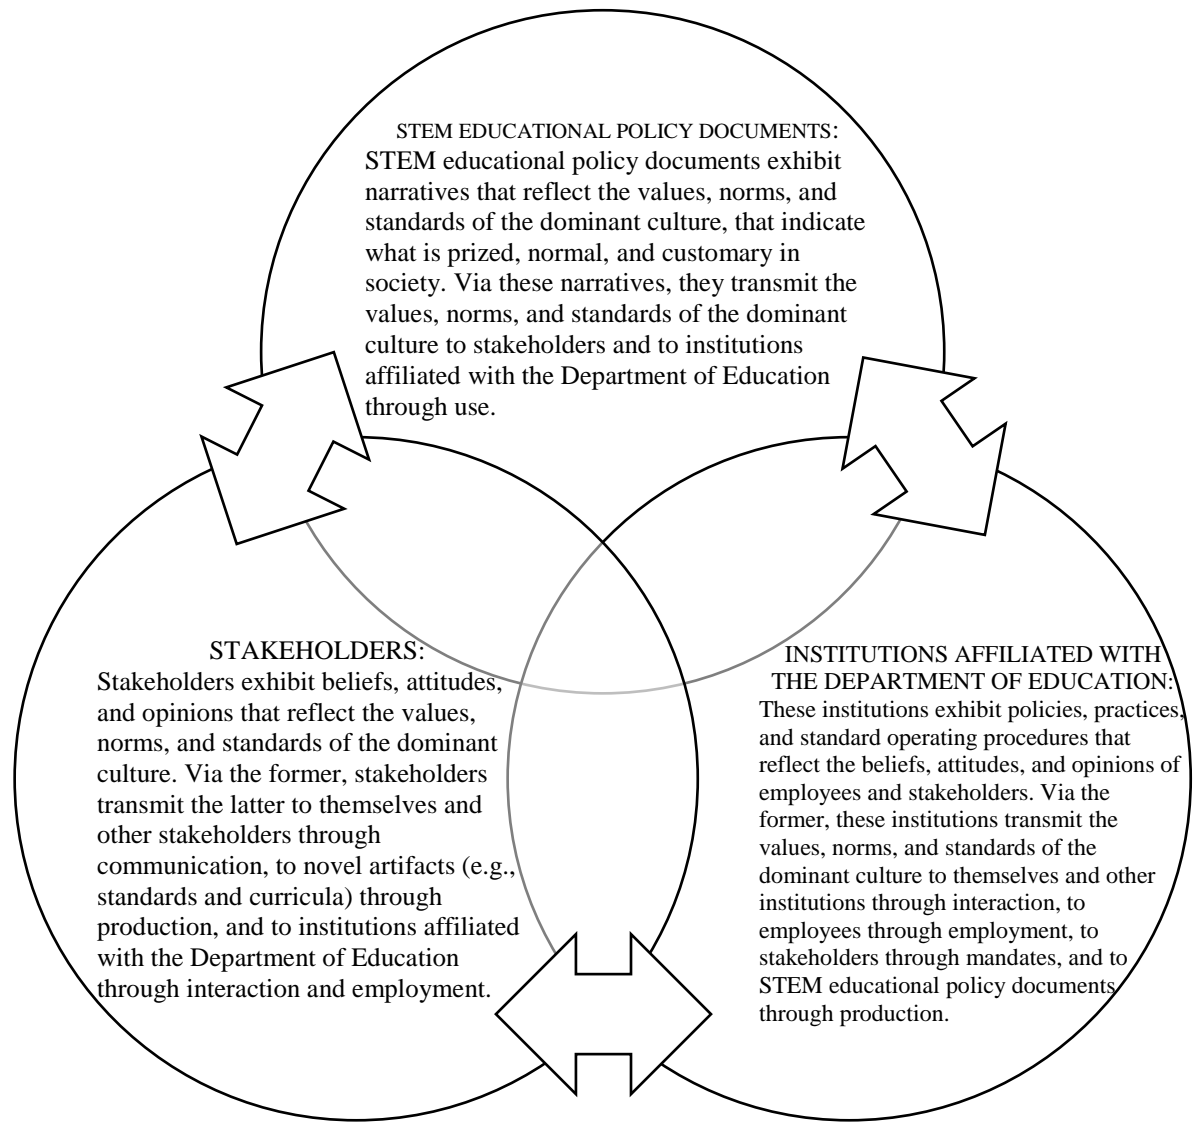 STEM EDUCATIONAL POLICY DOCUMENTS:
STEM educational policy documents exhibit
narratives that reflect the values, norms, and
standards of the dominant culture, that indicate
what is prized, normal, and customary in
society. Via these narratives, they transmit the
values, norms, and standards of the dominant
culture to stakeholders and to institutions
affiliated with the Department of Education
through use.
STAKEHOLDERS:
Stakeholders exhibit beliefs, attitudes,
and opinions that reflect the values,
norms, and standards of the dominant
culture. Via the former, stakeholders
transmit the latter to themselves and
other stakeholders through
communication, to novel artifacts (e.g.,
standards and curricula) through
production, and to institutions affiliated
with the Department of Education
through interaction and employment.
INSTITUTIONS AFFILIATED WITH
THE DEPARTMENT OF EDUCATION:
These institutions exhibit policies, practices,
and standard operating procedures that
reflect the beliefs, attitudes, and opinions of
employees and stakeholders. Via the
former, these institutions transmit the
values, norms, and standards of the
dominant culture to themselves and other
institutions through interaction, to
employees through employment, to
stakeholders through mandates, and to
STEM educational policy documents
through production.